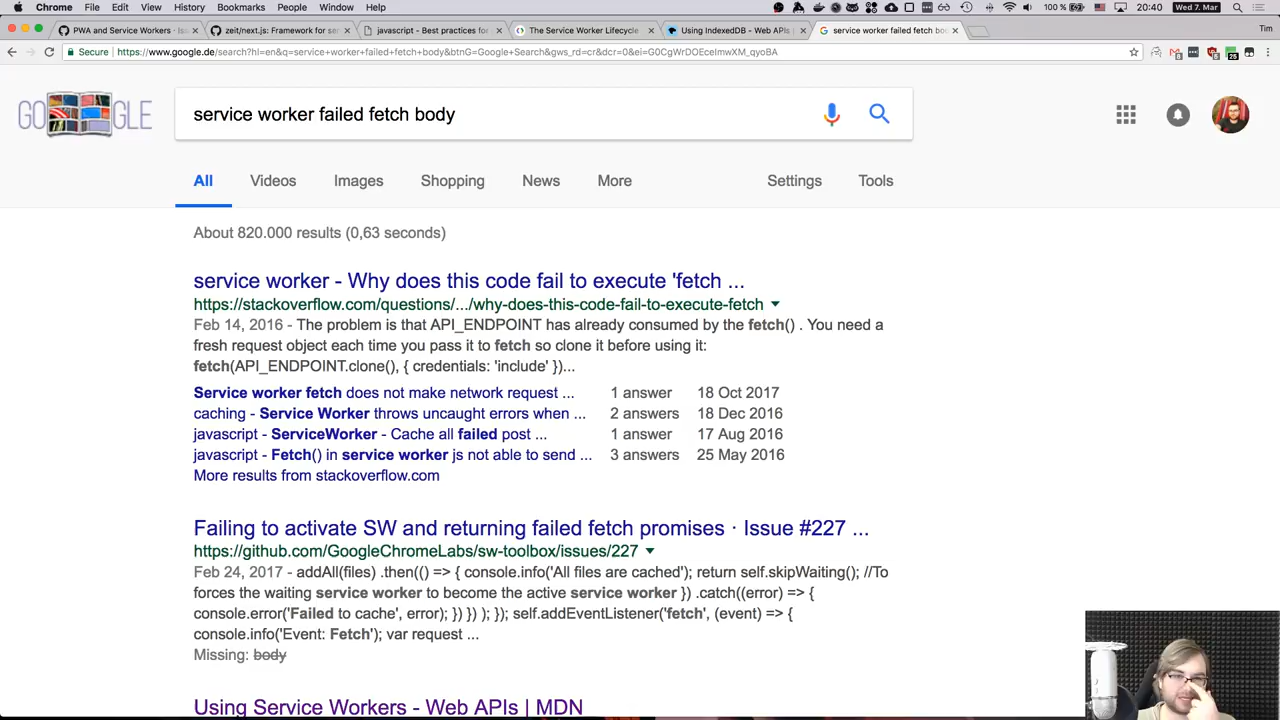 Chrome File Edit View History Bookmarks People Window Help 100 % Wed 7. Mar 20:40
PWA and Service Workers · Iss zeit/next.js: Framework for se javascript - Best practices for The Service Worker Lifecycle Using IndexedDB - Web APIs | service worker failed fetch bod Tim
Secure https://www.google.de/search?hl=en&q=service+worker+failed+fetch+body&btnG=Google+Search&gws_rd=cr&dcr=0&ei=G0CgWrDOEceImwXM_qyoBA
GO GLE
service worker failed fetch body
All Videos Images Shopping News More Settings Tools
About 820.000 results (0,63 seconds)
service worker - Why does this code fail to execute 'fetch ...
https://stackoverflow.com/questions/.../why-does-this-code-fail-to-execute-fetch
Feb 14, 2016 - The problem is that API_ENDPOINT has already consumed by the fetch() . You need a
fresh request object each time you pass it to fetch so clone it before using it:
fetch(API_ENDPOINT.clone(), { credentials: 'include' })...
Service worker fetch does not make network request ... 1 answer 18 Oct 2017
caching - Service Worker throws uncaught errors when ... 2 answers 18 Dec 2016
javascript - ServiceWorker - Cache all failed post ... 1 answer 17 Aug 2016
javascript - Fetch() in service worker js not able to send ... 3 answers 25 May 2016
More results from stackoverflow.com
Failing to activate SW and returning failed fetch promises · Issue #227 ...
https://github.com/GoogleChromeLabs/sw-toolbox/issues/227
Feb 24, 2017 - addAll(files) .then(() => { console.info('All files are cached'); return self.skipWaiting(); //To
forces the waiting service worker to become the active service worker }) .catch((error) => {
console.error('Failed to cache', error); }) }) ); }); self.addEventListener('fetch', (event) => {
console.info('Event: Fetch'); var request ...
Missing: body
Using Service Workers - Web APIs | MDN